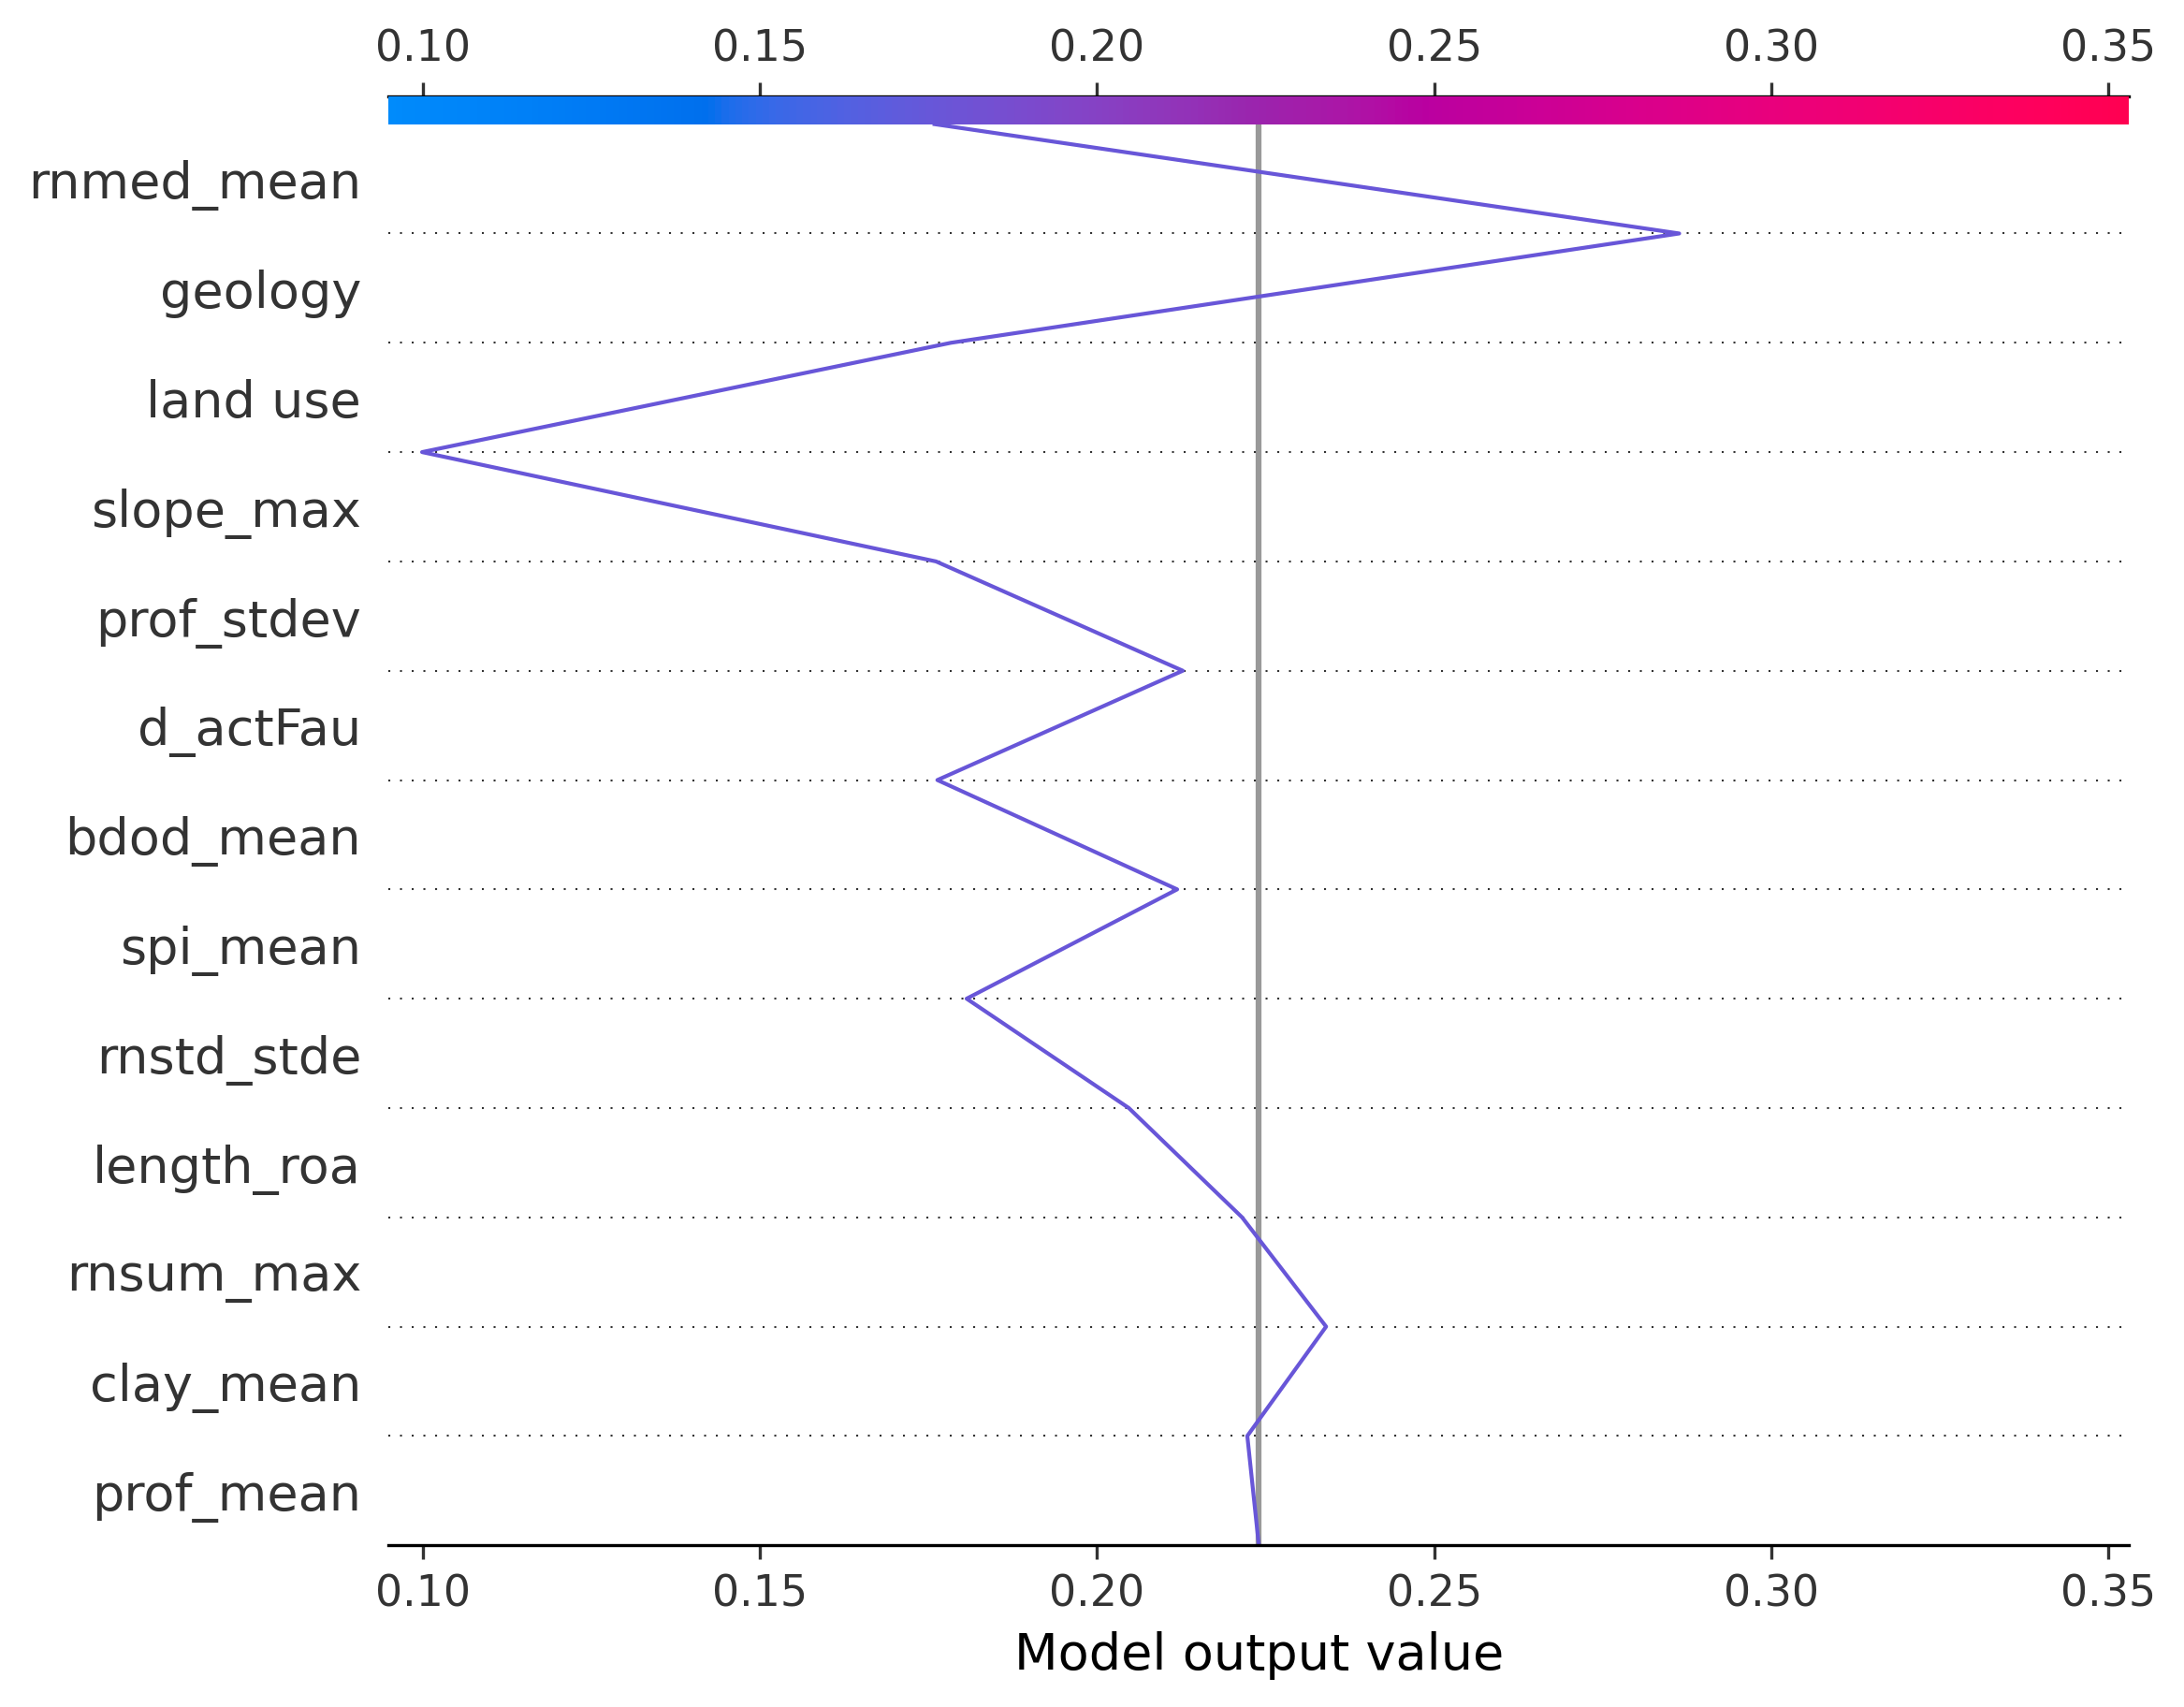 0.10 0.15 0.20 0.25 0.30 0.35
rnmed_mean
geology
land use
slope_max
prof_stdev
d_actFau
bdod_mean
spi_mean
rnstd_stde
length_roa
rnsum_max
clay_mean
prof_mean
0.10 0.15 0.20 0.25 0.30 0.35
Model output value